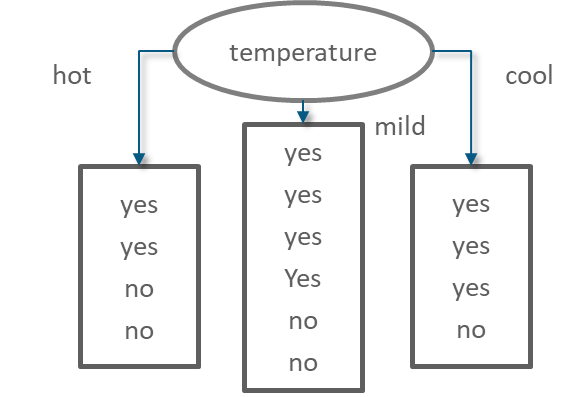 temperature
hot
mild
cool
yes
yes
no
no
yes
yes
yes
Yes
no
no
yes
yes
yes
no